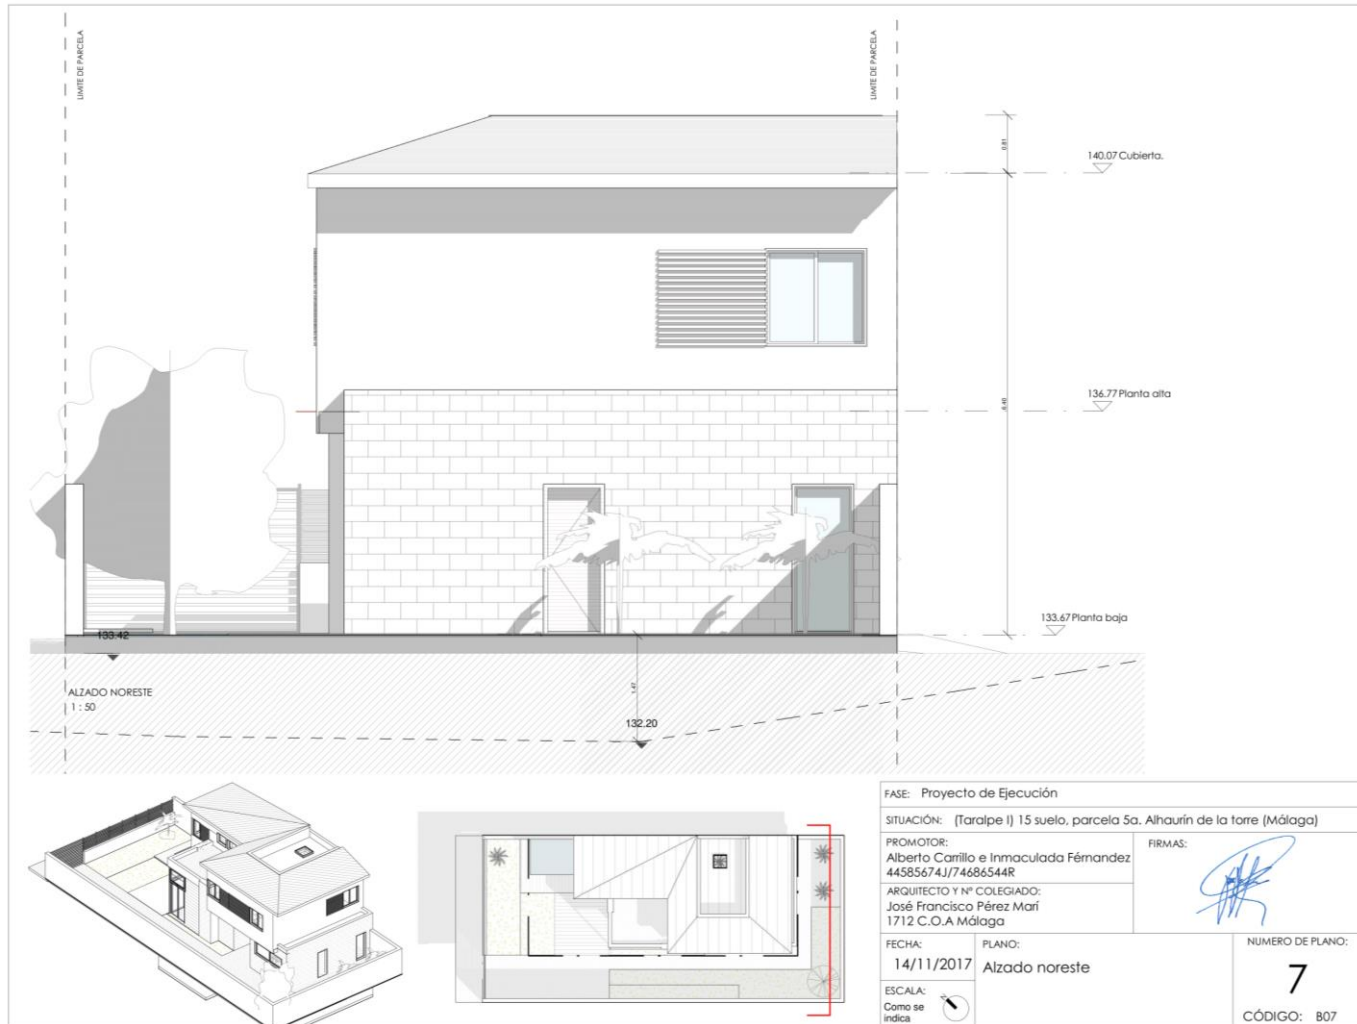 LIMITE DE PARCELA
LIMITE DE PARCELA
0.81
140.07 Cubierta.
136.77 Planta alta
6.40
133.67 Planta baja
133.42
ALZADO NORESTE
1 : 50
1.47
132.20
FASE: Proyecto de Ejecución
SITUACIÓN: (Taralpe I) 15 suelo, parcela 5a. Alhaurín de la torre (Málaga)
PROMOTOR:
Alberto Carrillo e Inmaculada Férnandez
44585674J/74686544R
FIRMAS:
ARQUITECTO Y Nº COLEGIADO:
José Francisco Pérez Marí
1712 C.O.A Málaga
FECHA:
14/11/2017
PLANO:
Alzado noreste
NUMERO DE PLANO:
7
ESCALA:
Como se
indica
CÓDIGO: B07